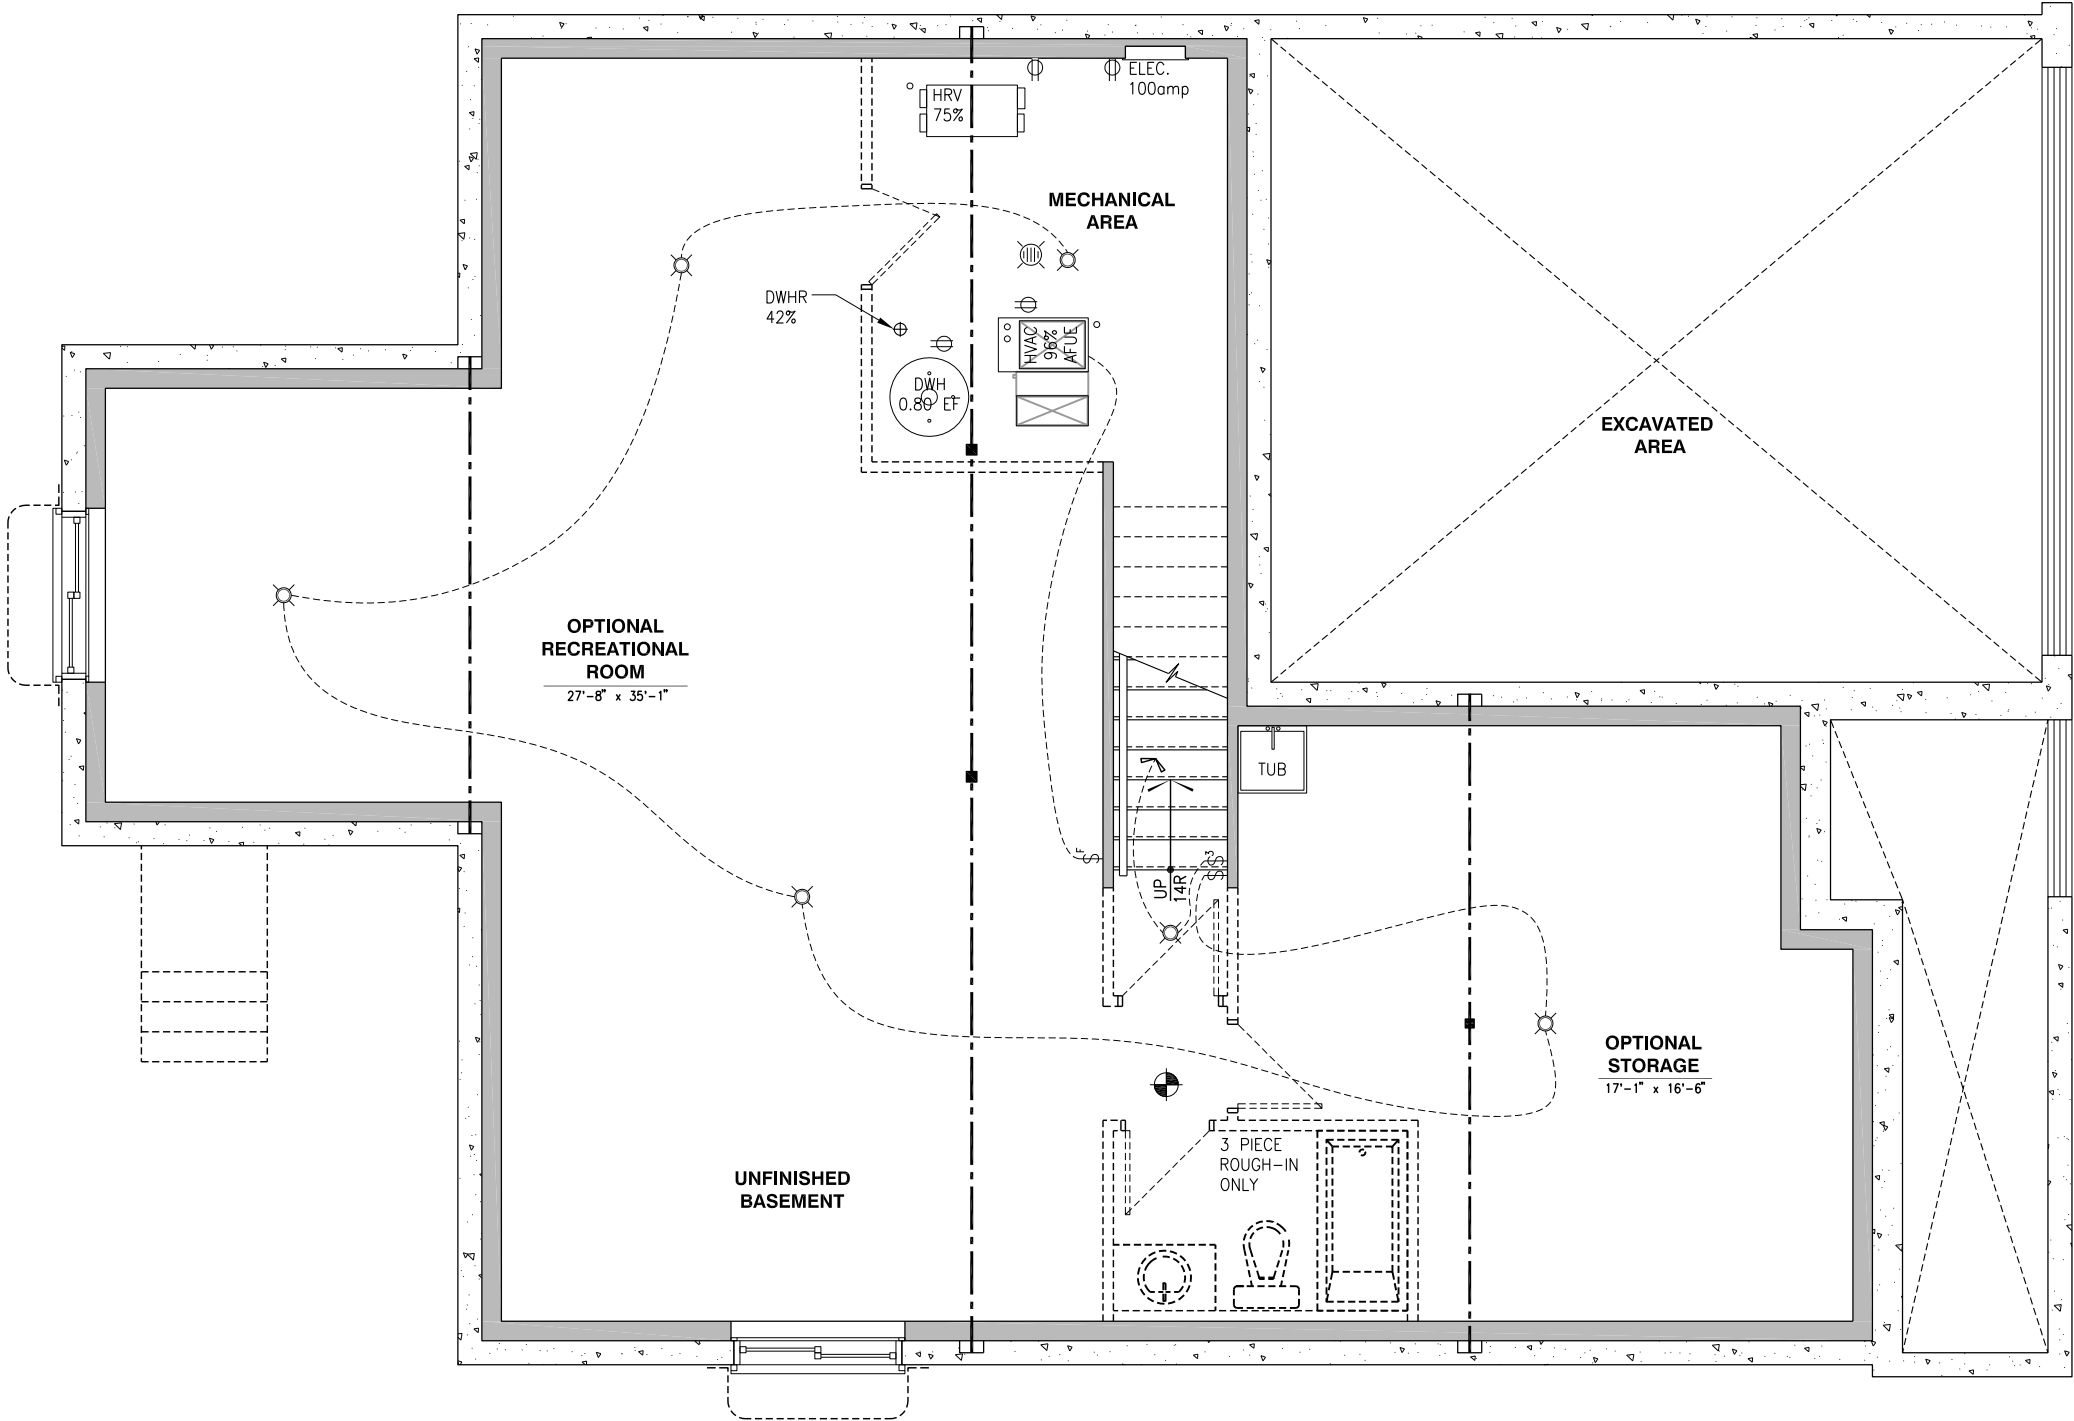 ELEC.
100amp
HRV
75%
MECHANICAL
AREA
DWHR
42%
HVAC
96%
AFUE
DWH
0.80 EF
EXCAVATED
AREA
OPTIONAL
RECREATIONAL
ROOM
27'-8" x 35'-1"
TUB
S F
S 3
S
UP
14R
OPTIONAL
STORAGE
17'-1" x 16'-6"
3 PIECE
ROUGH-IN
ONLY
UNFINISHED
BASEMENT